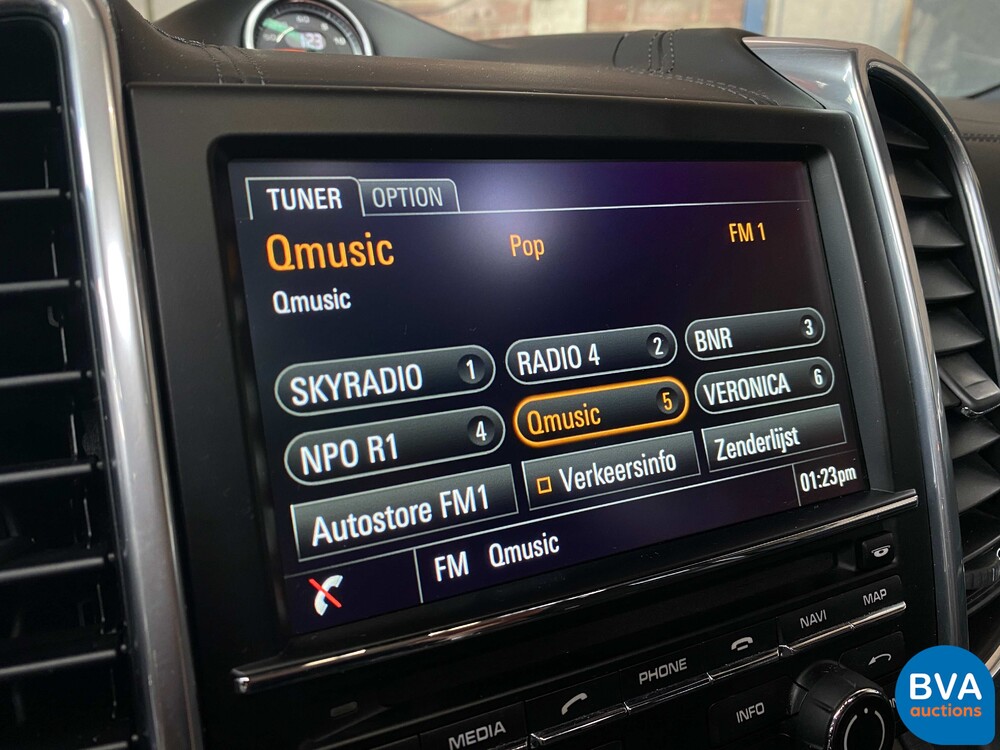 123
TUNER OPTION
Qmusic Pop FM 1
Qmusic
SKYRADIO 1 RADIO 4 2 BNR 3
NPO R1 4 Qmusic 5 VERONICA 6
Autostore FM1 Verkeersinfo Zenderlijst
01:23pm
FM Qmusic
MEDIA PHONE NAVI MAP
INFO
BVA
auctions